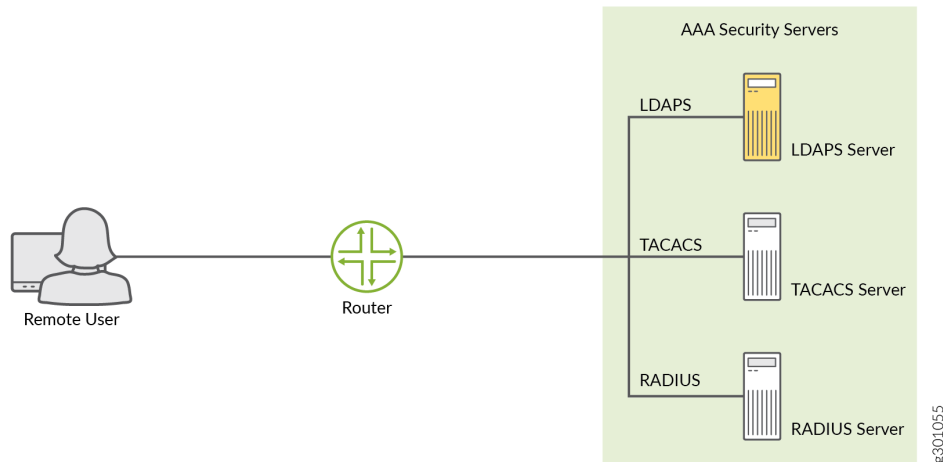 AAA Security Servers
LDAPS
LDAPS Server
TACACS
TACACS Server
Remote User
Router
RADIUS
RADIUS Server
g301055